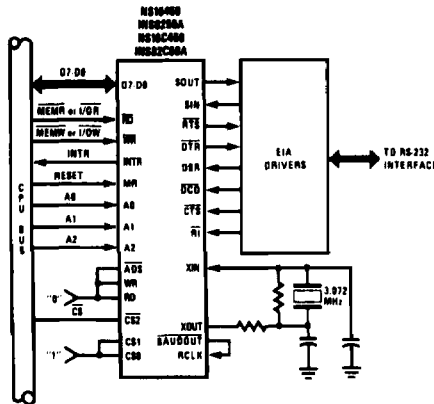 NS16450
INS8250A
NS16C450
INS82C50A
D7-D0
D7-D0
MEMR or I/OR
RD
MEMW or I/OW
WR
INTR
INTR
RESET
MR
A0
A0
A1
A1
A2
A2
ADS
WR
RD
"0"
CS
CS2
"1"
CS1
CS0
CPU BUS
SOUT
SIN
RTS
DTR
DSR
DCD
CTS
RI
XIN
XOUT
BAUDOUT
RCLK
EIA
DRIVERS
TO RS-232
INTERFACE
3.072
MHz